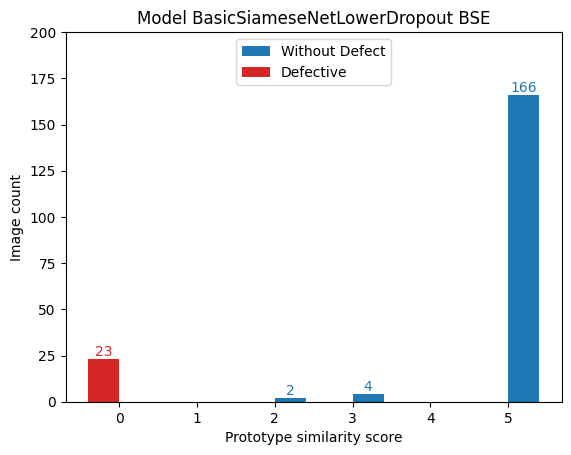 Model BasicSiameseNetLowerDropout BSE
Without Defect
Defective
200
175
150
125
100
75
50
25
0
Image count
23
2
4
166
0 1 2 3 4 5
Prototype similarity score